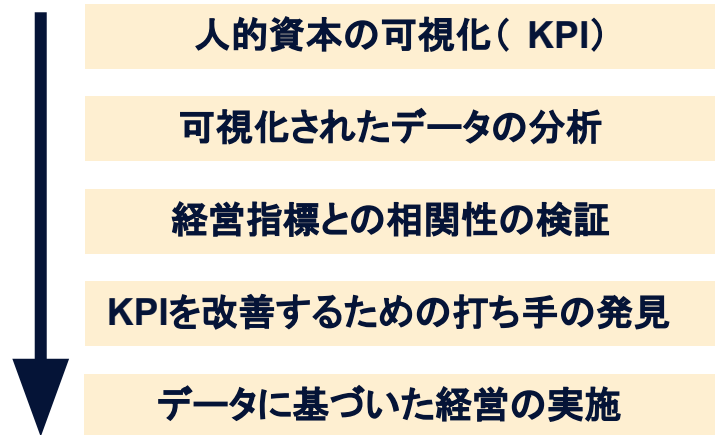 人的資本の可視化( KPI)
可視化されたデータの分析
経営指標との相関性の検証
KPIを改善するための打ち手の発見
データに基づいた経営の実施